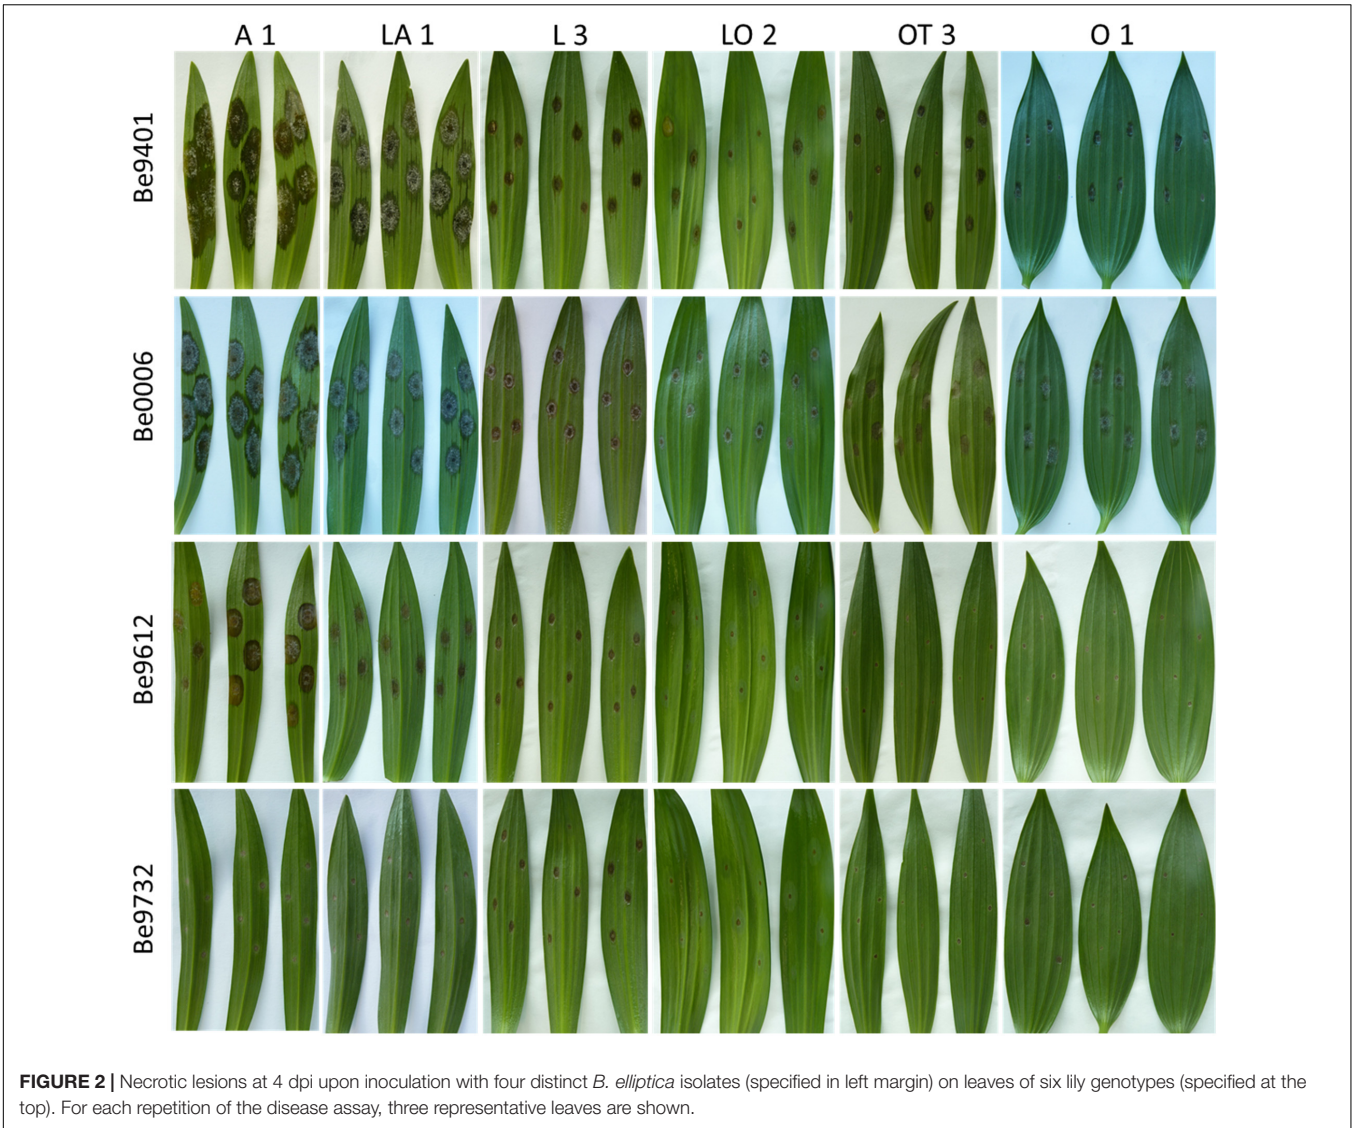 A 1 LA 1 L 3 LO 2 OT 3 O 1
Be9401
Be0006
Be9612
Be9732
FIGURE 2 | Necrotic lesions at 4 dpi upon inoculation with four distinct B. elliptica isolates (specified in left margin) on leaves of six lily genotypes (specified at the
top). For each repetition of the disease assay, three representative leaves are shown.